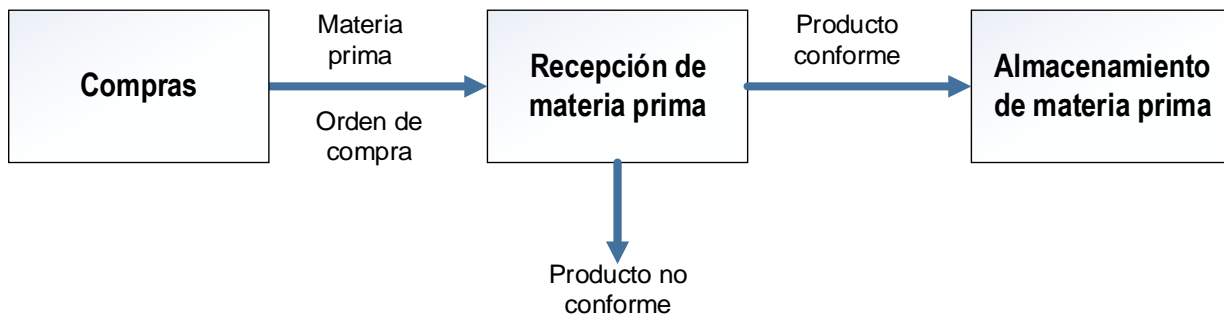 Compras
Materia
prima
Orden de
compra
Recepción de
materia prima
Producto
conforme
Almacenamiento
de materia prima
Producto no
conforme